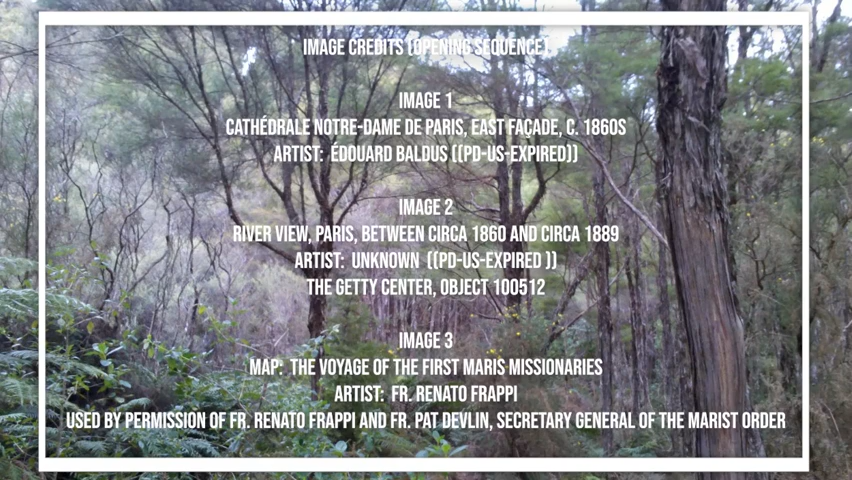 IMAGE CREDITS (OPENING SEQUENCE)
IMAGE 1
CATHÉDRALE NOTRE-DAME DE PARIS, EAST FAÇADE, C. 1860S
ARTIST: ÉDOUARD BALDUS ((PD-US-EXPIRED))
IMAGE 2
RIVER VIEW, PARIS, BETWEEN CIRCA 1860 AND CIRCA 1889
ARTIST: UNKNOWN ((PD-US-EXPIRED ))
THE GETTY CENTER, OBJECT 100512
IMAGE 3
MAP: THE VOYAGE OF THE FIRST MARIS MISSIONARIES
ARTIST: FR. RENATO FRAPPI
USED BY PERMISSION OF FR. RENATO FRAPPI AND FR. PAT DEVLIN, SECRETARY GENERAL OF THE MARIST ORDER